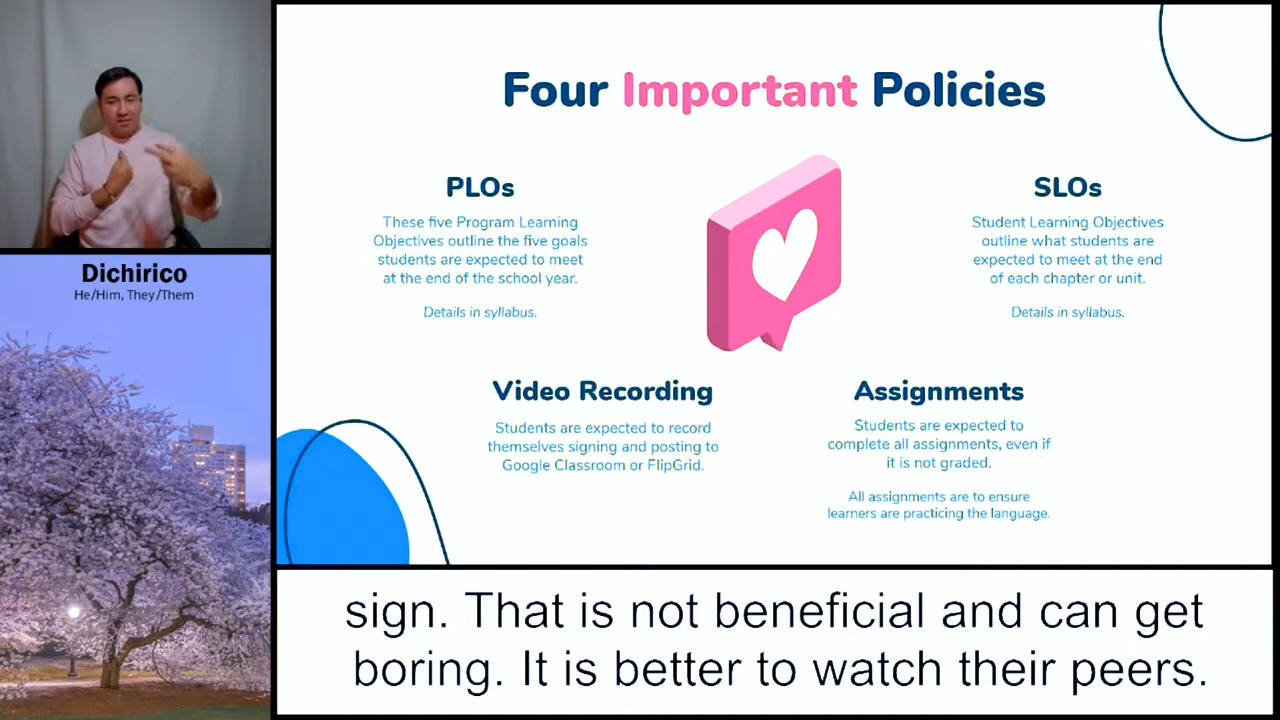 Dichirico
He/Him, They/Them
Four Important Policies
PLOs
These five Program Learning
Objectives outline the five goals
students are expected to meet
at the end of the school year.
Details in syllabus.
SLOs
Student Learning Objectives
outline what students are
expected to meet at the end
of each chapter or unit.
Details in syllabus.
Video Recording
Students are expected to record
themselves signing and posting to
Google Classroom or FlipGrid.
Assignments
Students are expected to
complete all assignments, even if
it is not graded.
All assignments are to ensure
learners are practicing the language.
sign. That is not beneficial and can get
boring. It is better to watch their peers.